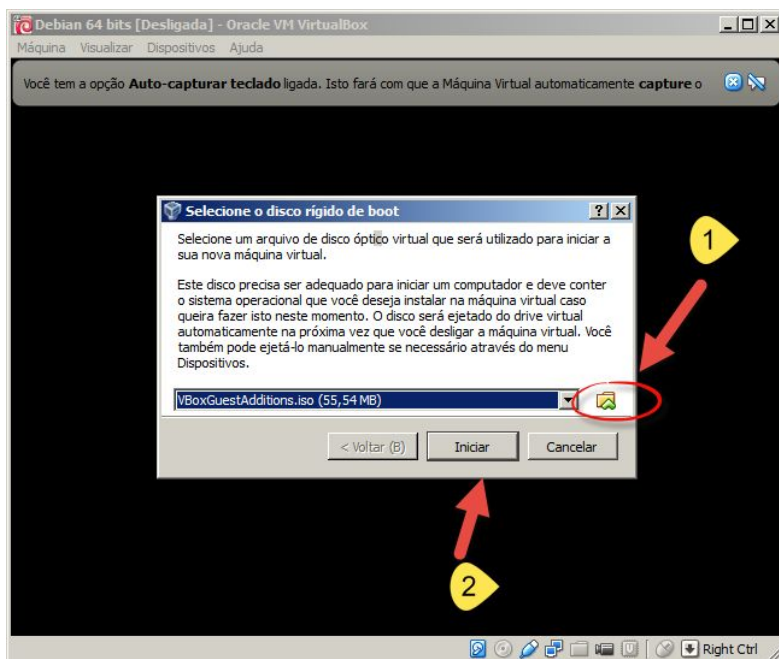 Debian 64 bits [Desligada] - Oracle VM VirtualBox
Máquina Visualizar Dispositivos Ajuda
Você tem a opção Auto-capturar teclado ligada. Isto fará com que a Máquina Virtual automaticamente capture o
Selecione o disco rígido de boot
Selecione um arquivo de disco óptico virtual que será utilizado para iniciar a
sua nova máquina virtual.
Este disco precisa ser adequado para iniciar um computador e deve conter
o sistema operacional que você deseja instalar na máquina virtual caso
queira fazer isto neste momento. O disco será ejetado do drive virtual
automaticamente na próxima vez que você desligar a máquina virtual. Você
também pode ejetá-lo manualmente se necessário através do menu
Dispositivos.
1
VBoxGuestAdditions.iso (55,54 MB)
< Voltar (B) Iniciar Cancelar
2
Right Ctrl